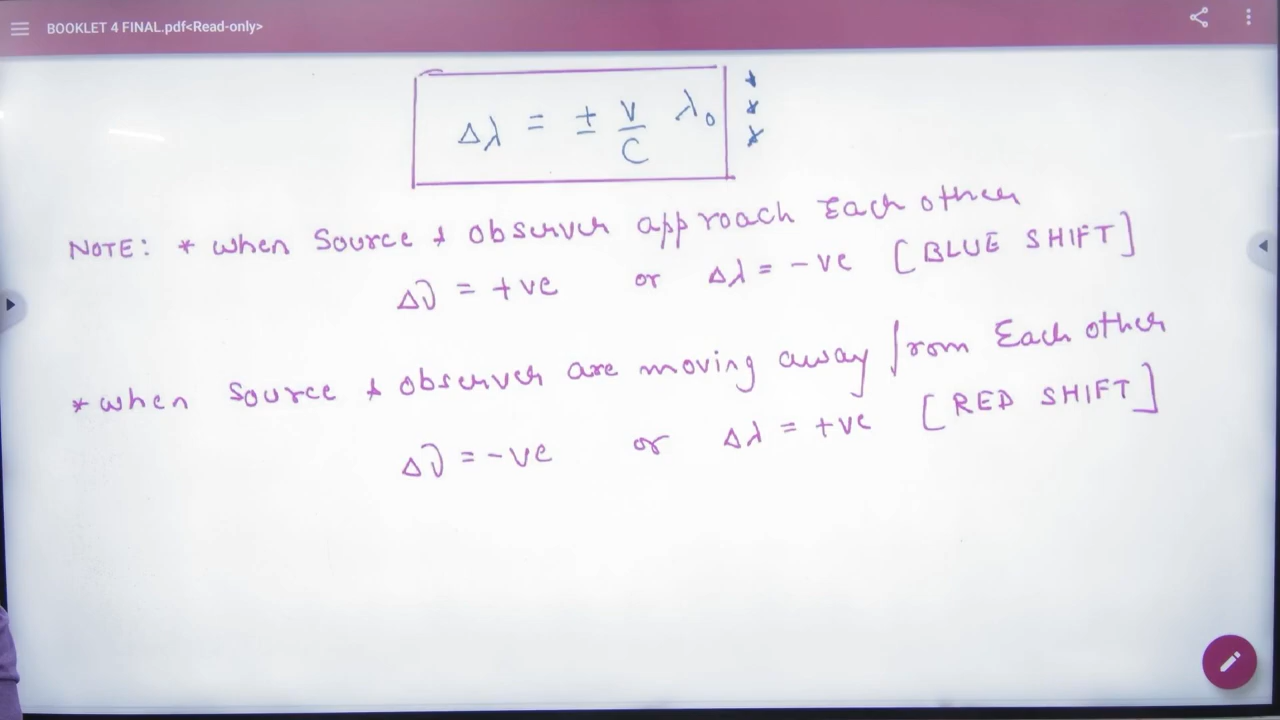 BOOKLET 4 FINAL.pdf<Read-only>
Δλ = ± v/C λ₀ ***
NOTE: * when Source & observer approach Each other
Δν = +ve or Δλ = -ve [BLUE SHIFT]
* when Source & observer are moving away from Each other
Δν = -ve or Δλ = +ve [RED SHIFT]